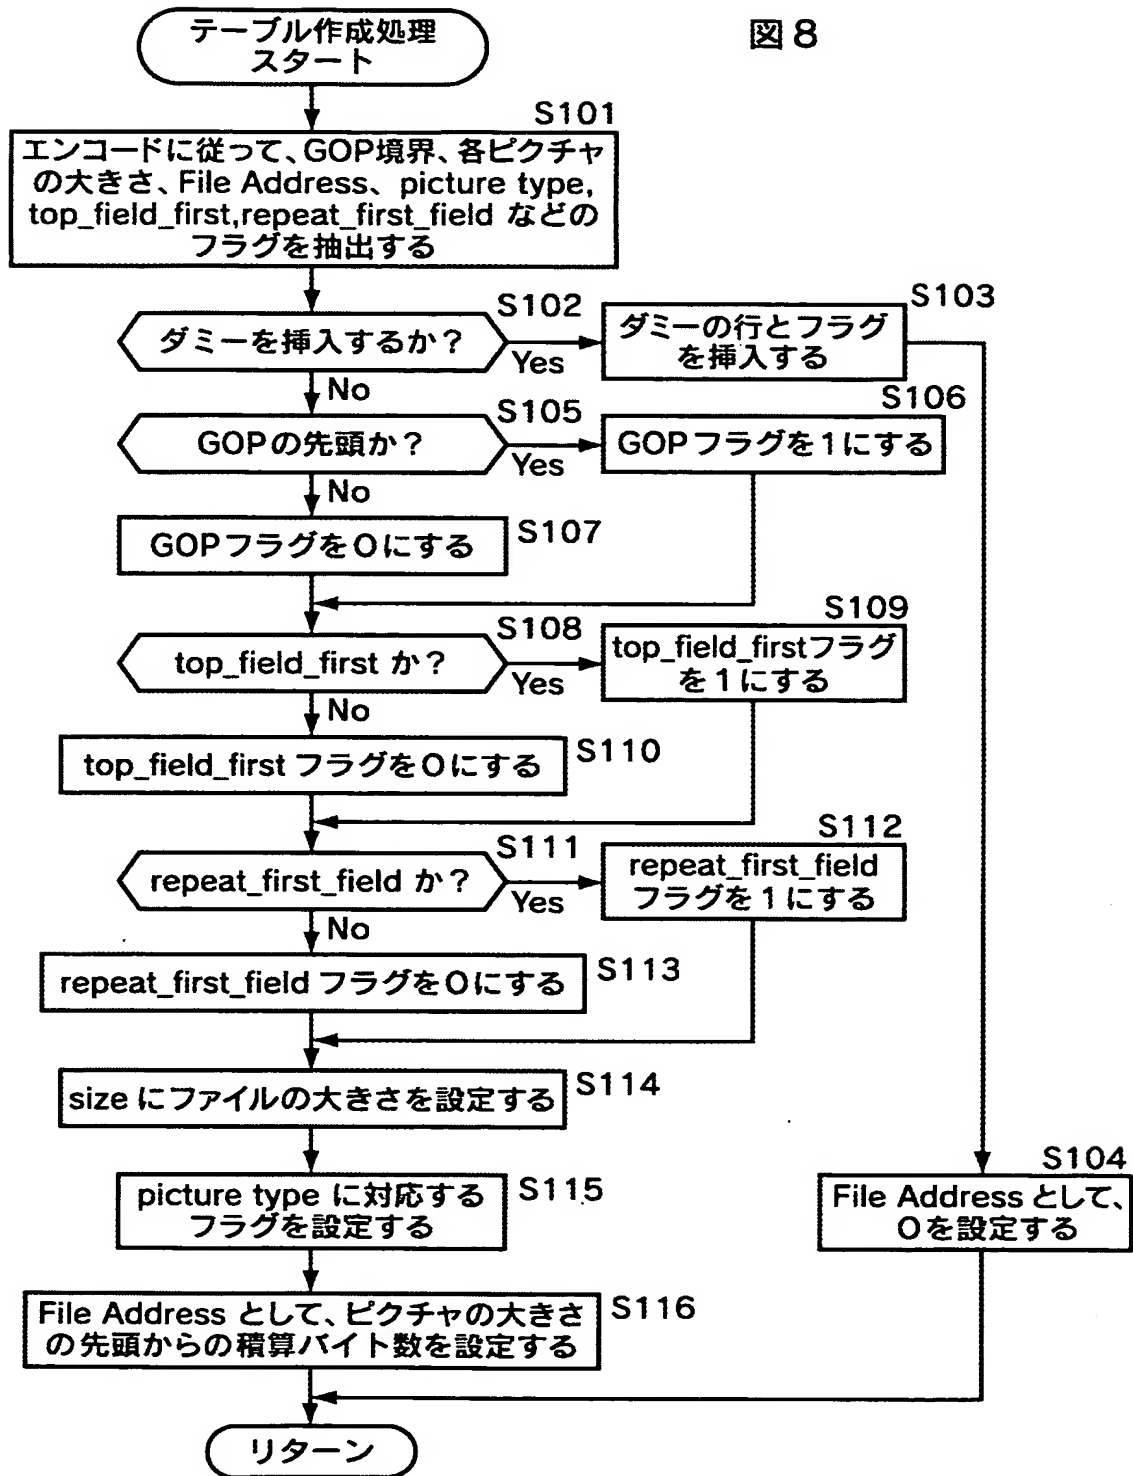 テーブル作成処理
スタート
図8
S101
エンコードに従って、GOP境界、各ピクチャ
の大きさ、File Address、picture type,
top_field_first,repeat_first_field などの
フラグを抽出する
S102
ダミーを挿入するか？
Yes
No
S103
ダミーの行とフラグ
を挿入する
S105
GOPの先頭か？
Yes
No
S106
GOPフラグを1にする
GOPフラグを0にする
S107
S108
top_field_first か？
Yes
No
S109
top_field_firstフラグ
を1にする
top_field_first フラグを0にする
S110
S111
repeat_first_field か？
Yes
No
S112
repeat_first_field
フラグを1にする
repeat_first_field フラグを0にする
S113
size にファイルの大きさを設定する
S114
picture type に対応する
フラグを設定する
S115
S104
File Address として、
0を設定する
File Address として、ピクチャの大きさ
の先頭からの積算バイト数を設定する
S116
リターン